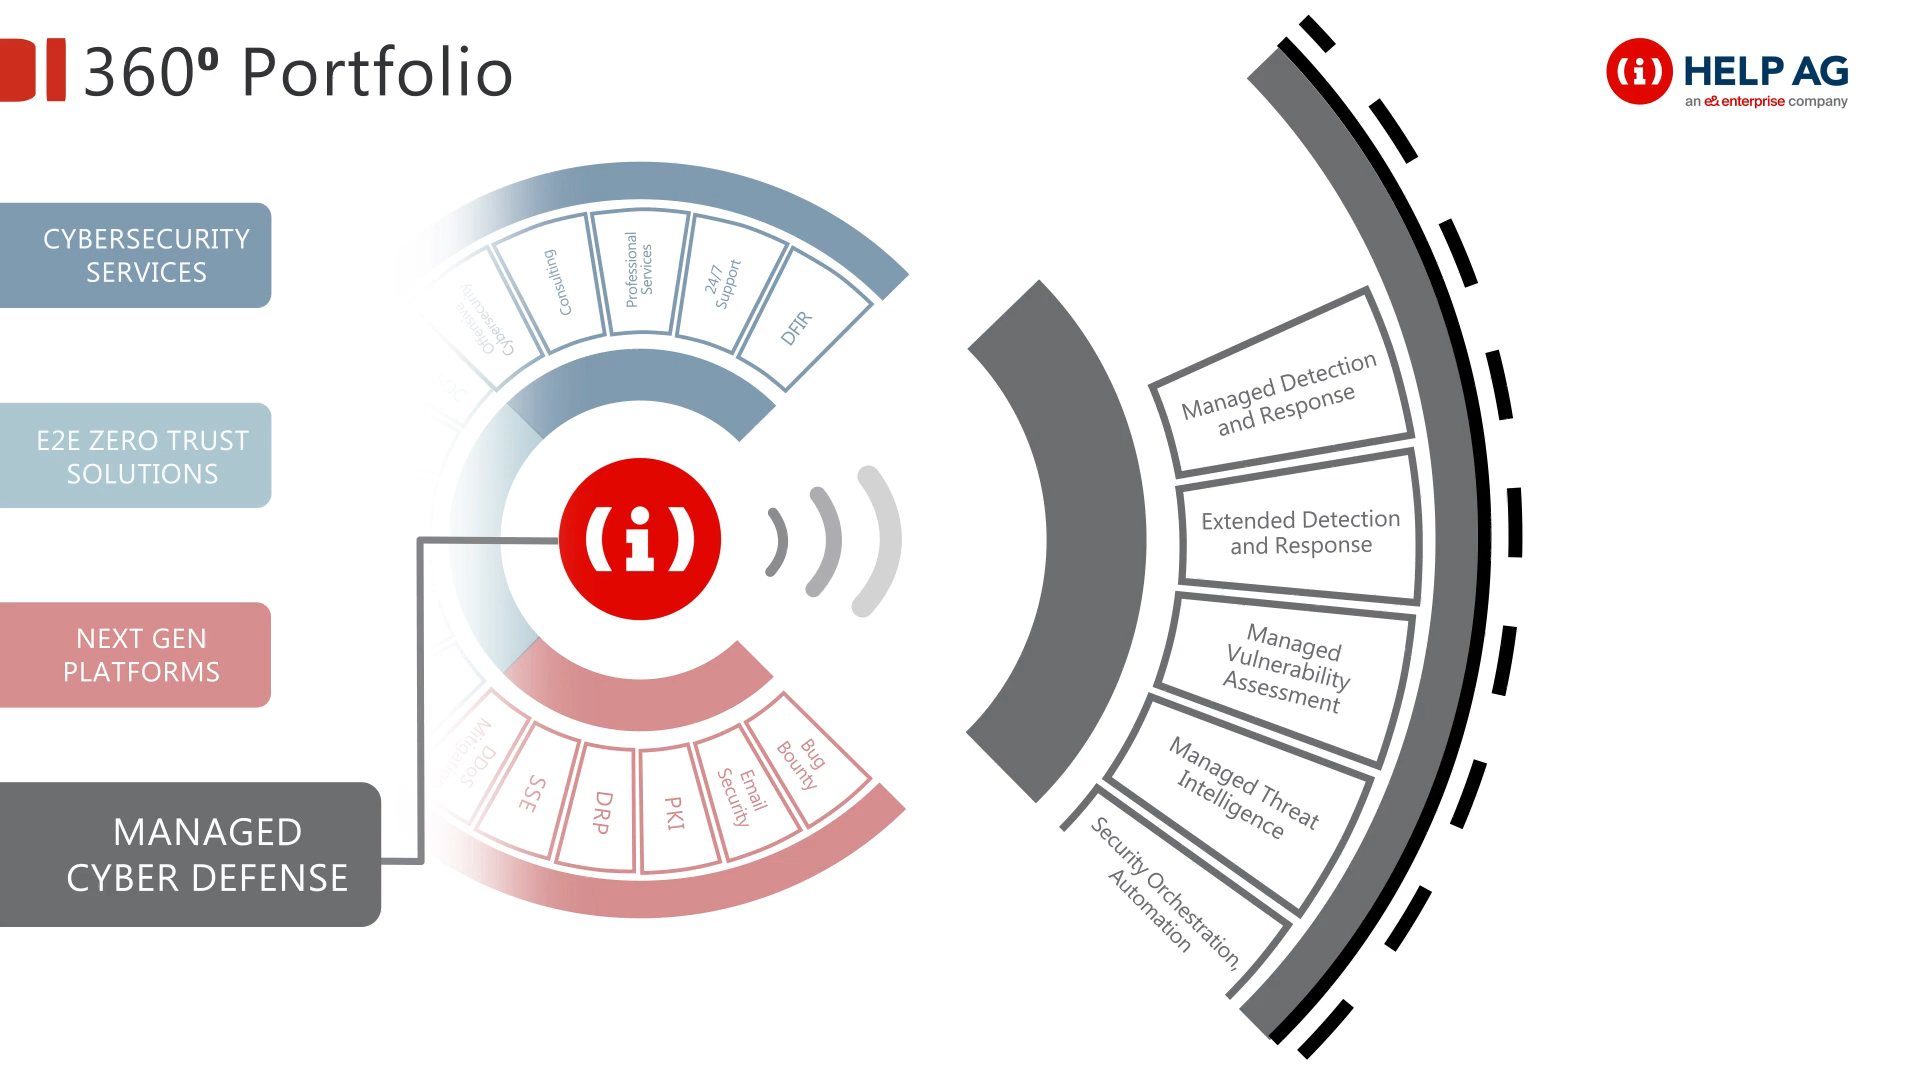 360⁰ Portfolio
HELP AG
an e& enterprise company
CYBERSECURITY
SERVICES
E2E ZERO TRUST
SOLUTIONS
NEXT GEN
PLATFORMS
MANAGED
CYBER DEFENSE
Offensive
Cybersecurity
Consulting
Professional
Services
24/7
Support
DFIR
(i)
DDoS
Mitigation
SSE
DRP
PKI
Email
Security
Bug
Bounty
Managed Detection
and Response
Extended Detection
and Response
Managed
Vulnerability
Assessment
Managed Threat
Intelligence
Security Orchestration,
Automation